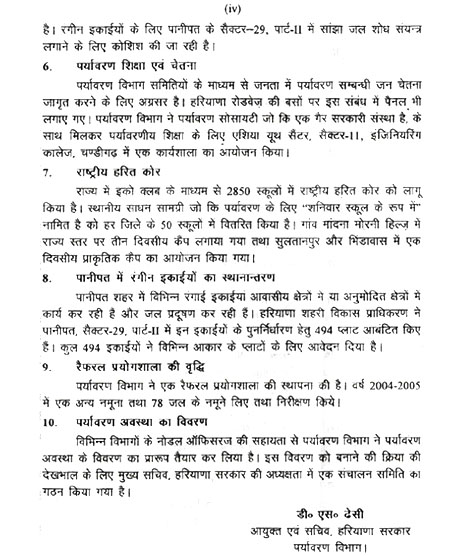 (iv)
है। रगीन इकाईयों के लिए पानीपत के सैक्टर-29, पार्ट-II में सांझा जल शोध संयन्त्र
लगाने के लिए कोशिश की जा रही है।
6. पर्यावरण शिक्षा एवं चेतना
पर्यावरण विभाग समितियों के माध्यम से जनता में पर्यावरण सम्बन्धी जन चेतना
जागृत करने के लिए अग्रसर है। हरियाणा रोडवेज़ की बसों पर इस संबंध में पैनल भी
लगाए गए। पर्यावरण विभाग ने पर्यावरण सोसायटी जो कि एक गैर सरकारी संस्था है, के
साथ मिलकर पर्यावरणीय शिक्षा के लिए एशिया यूथ सैंटर, सैक्टर-11, इंजिनियरिंग
कालेज, चण्डीगढ में एक कार्यशाला का आयोजन किया।
7. राष्ट्रीय हरित कोर
राज्य मे इको क्लब के माध्यम से 2850 स्कूलों में राष्ट्रीय हरित कोर को लागू
किया है। स्थानीय साधन सामग्री जो कि पर्यावरण के लिए "शनिवार स्कूल के रूप में"
नामित है को हर जिले के 50 स्कूलों में वितरित किया है। गांव मांदना मोरनी हिल्ज़ में
राज्य स्तर पर तीन दिवसीय कैंप लगाया गया तथा सुलतानपुर और भिंडावास में एक
दिवसीय प्राकृतिक कैंप का आयोजन किया गया।
8. पानीपत में रंगीन इकाईयों का स्थानान्तरण
पानीपत शहर में विभिन्न रंगाई इकाईया आवासीय क्षेत्रों मे या अनुमोदित क्षेत्रों मे
कार्य कर रही है और जल प्रदूषण कर रही हैं। हरियाणा शहरी विकास प्राधिकरण ने
पानीपत, सैक्टर-29, पार्ट-II में इन इकाईयों के पुनर्निर्धारण हेतु 494 प्लाट आबंटित किए
हैं। कुल 494 इकाईयों ने विभिन्न आकार के प्लाटों के लिए आवेदन दिया है।
9. रैफरल प्रयोगशाला की वृद्धि
पर्यावरण विभाग ने एक रैफरल प्रयोगशाला की स्थापना की है। वर्ष 2004-2005
में एक अन्य नमूना तथा 78 जल के नमूने लिए तथा निरीक्षण किये।
10. पर्यावरण अवस्था का विवरण
विभिन्न विभागों के नोडल ऑफिसरज की सहायता से पर्यावरण विभाग ने पर्यावरण
अवस्था के विवरण का प्रारूप तैयार कर लिया है। इस विवरण को बनाने की क्रिया की
देखभाल के लिए मुख्य सचिव, हरियाणा सरकार की अध्यक्षता में एक संचालन समिति का
गठन किया गया है।
डी० एस० ढेसी
आयुक्त एवं सचिव, हरियाणा सरकार
पर्यावरण विभाग।